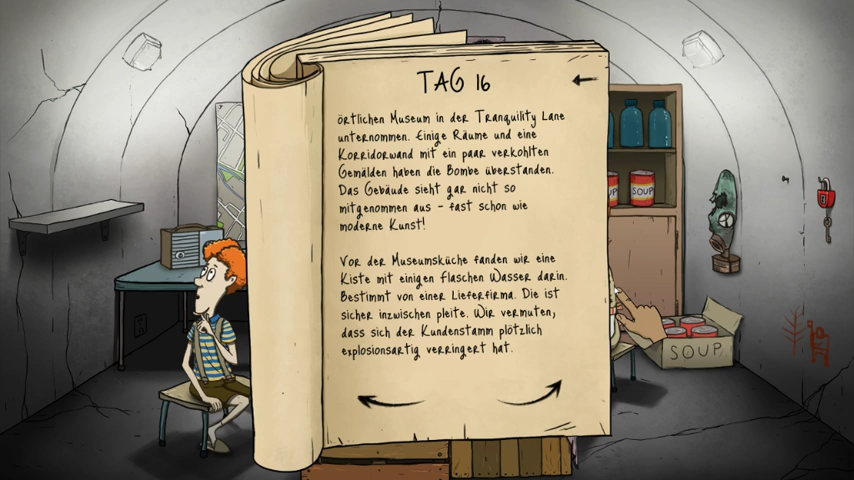 TAG 16
örtlichen Museum in der Tranquility Lane
unternommen. Einige Räume und eine
Korridorwand mit ein paar verkohlten
Gemälden haben die Bombe überstanden.
Das Gebäude sieht gar nicht so
mitgenommen aus - fast schon wie
moderne Kunst!
Vor der Museumsküche fanden wir eine
Kiste mit einigen Flaschen Wasser darin.
Bestimmt von einer Lieferfirma. Die ist
sicher inzwischen pleite. Wir vermuten,
dass sich der Kundenstamm plötzlich
explosionsartig verringert hat.
SOUP
SOUP